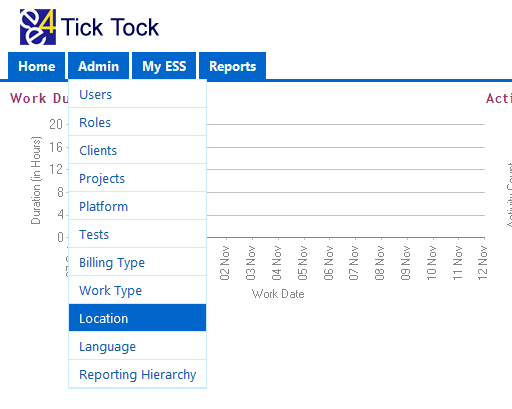 e4e Tick Tock
Home Admin My ESS Reports
Work Du
Acti
Users
Roles
Clients
Projects
Platform
Tests
Billing Type
Work Type
Location
Language
Reporting Hierarchy
Duration (in Hours)
20
16
12
8
4
0
02 Nov
03 Nov
04 Nov
05 Nov
06 Nov
07 Nov
08 Nov
09 Nov
10 Nov
11 Nov
12 Nov
Work Date
Activity Count